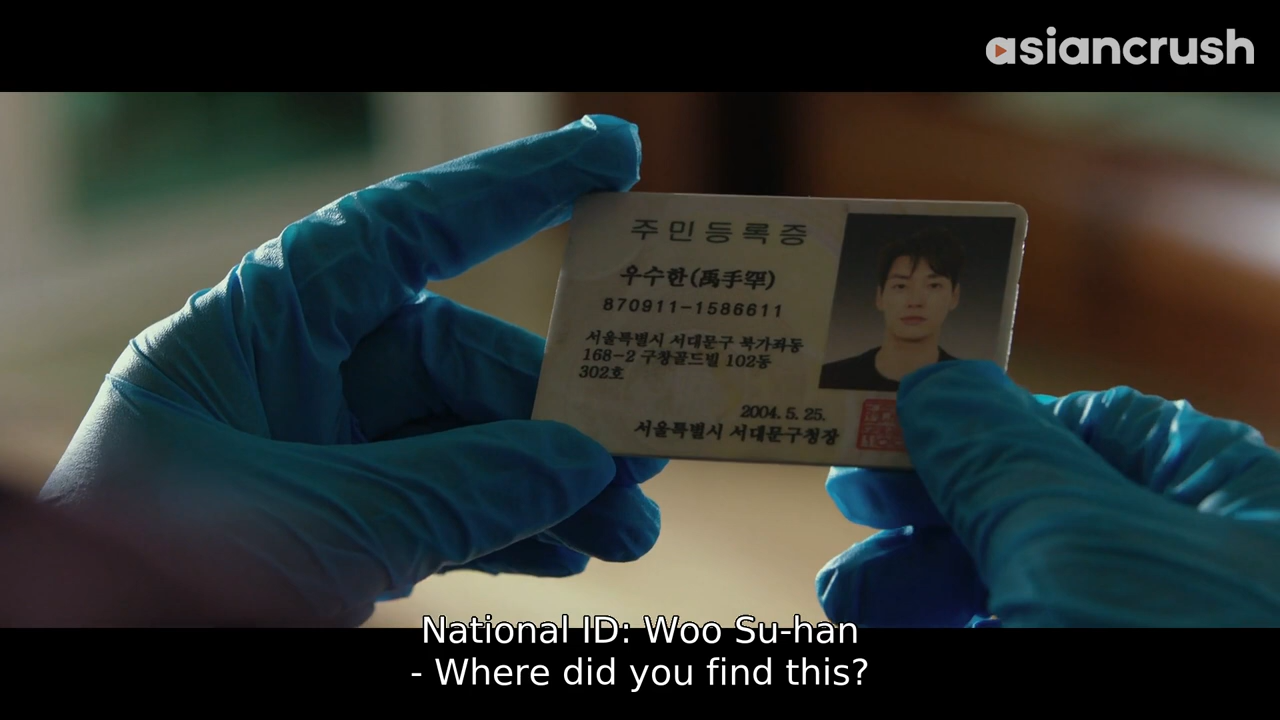 asiancrush
주민등록증
우수한(禹手罕)
870911-1586611
서울특별시 서대문구 북가좌동
168-2 구창골드빌 102동
302호
2004. 5. 25.
서울특별시 서대문구청장
National ID: Woo Su-han
- Where did you find this?